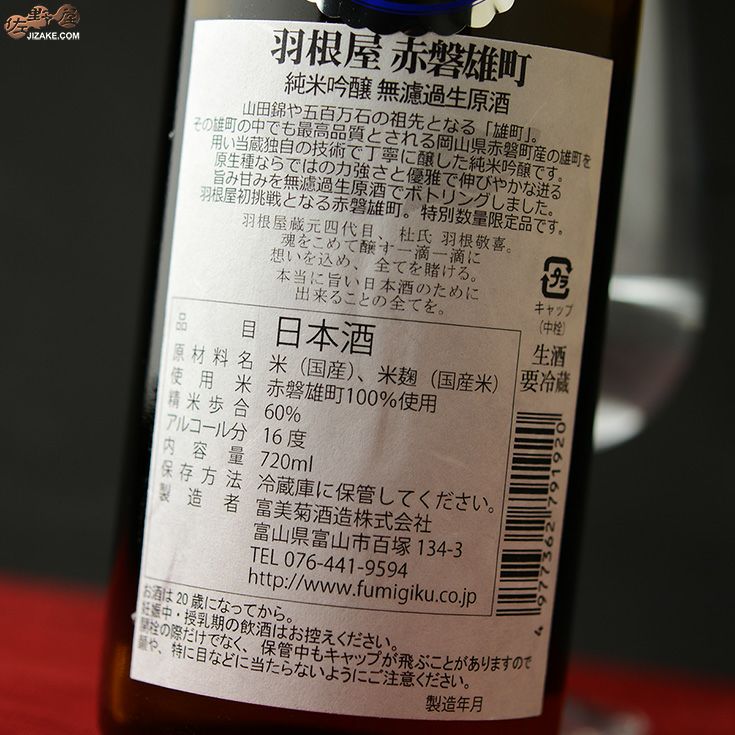 佐野屋
JIZAKE.COM
羽根屋 赤磐雄町
純米吟醸 無濾過生原酒
山田錦や五百万石の祖先となる「雄町」。
その雄町の中でも最高品質とされる岡山県赤磐町産の雄町を
用い当蔵独自の技術で丁寧に醸した純米吟醸です。
原生種ならではの力強さと優雅で伸びやかな迸る
旨み甘みを無濾過生原酒でボトリングしました。
羽根屋初挑戦となる赤磐雄町。特別数量限定品です。
羽根屋蔵元四代目、杜氏 羽根敬喜。
魂をこめて醸す一滴一滴に
想いを込め、全てを賭ける。
本当に旨い日本酒のために
出来ることの全てを。
プラ
キャップ
(中栓)
生酒
要冷蔵
品目 日本酒
原材料名 米（国産）、米麹（国産米）
使用米 赤磐雄町100%使用
精米歩合 60%
アルコール分 16度
内容量 720ml
保存方法 冷蔵庫に保管してください。
製造者 富美菊酒造株式会社
富山県富山市百塚 134-3
TEL 076-441-9594
http://www.fumigiku.co.jp
4 977362 791920
お酒は20歳になってから。
妊娠中・授乳期の飲酒はお控えください。
開栓の際だけでなく、保管中もキャップが飛ぶことがありますので
顔や、特に目などに当たらないようにご注意ください。
製造年月